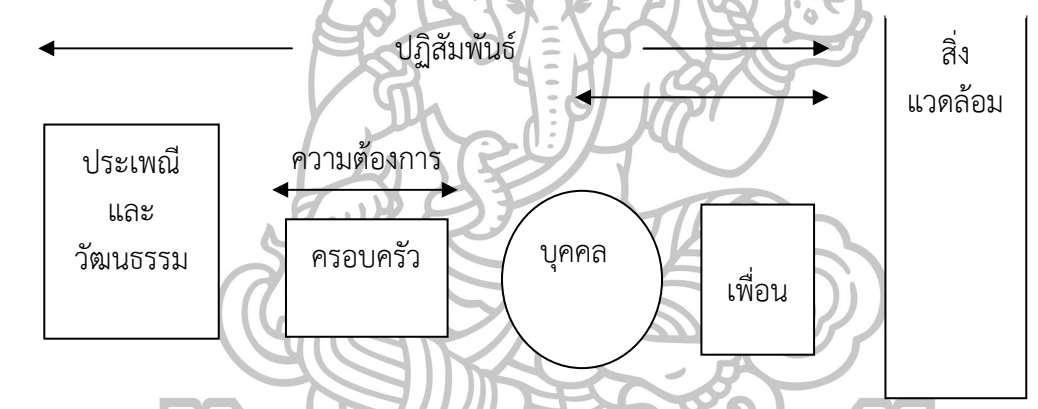 ปฏิสัมพันธ์
สิ่ง
แวดล้อม
ประเพณี
และ
วัฒนธรรม
ความต้องการ
ครอบครัว
บุคคล
เพื่อน